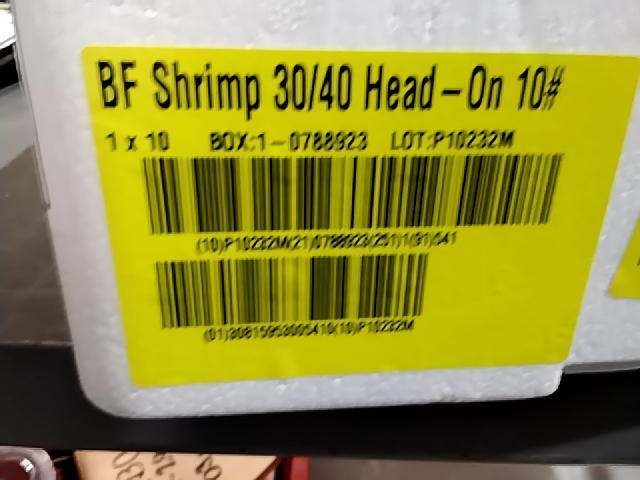 BF Shrimp 30/40 Head-On 10#
1 x 10 BOX:1-0788923 LOT:P10232M
(10)P10232M(21)0788923(251)1(91)541
(01)30815953005410(10)P10232M